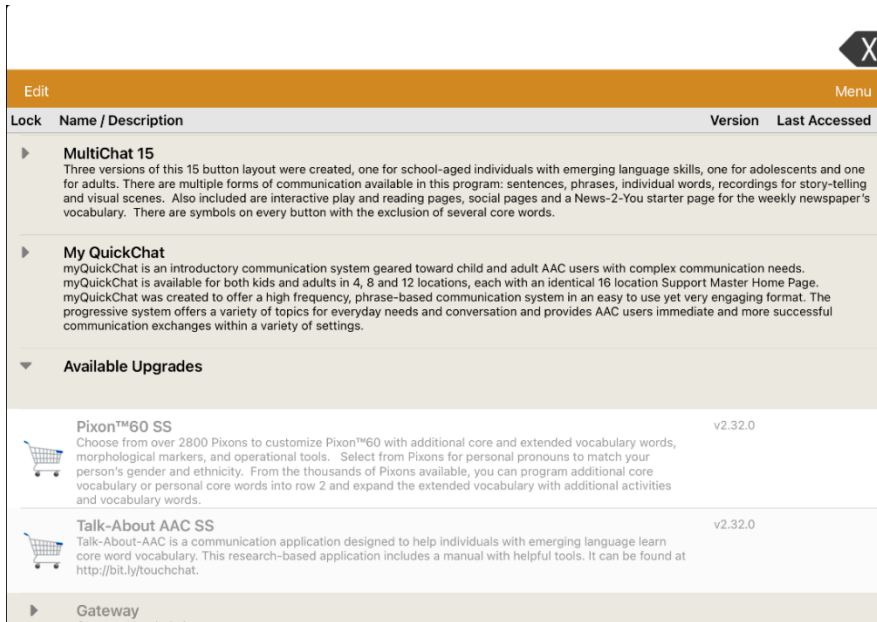 X
Edit Menu
Lock Name / Description Version Last Accessed
MultiChat 15
Three versions of this 15 button layout were created, one for school-aged individuals with emerging language skills, one for adolescents and one
for adults. There are multiple forms of communication available in this program: sentences, phrases, individual words, recordings for story-telling
and visual scenes. Also included are interactive play and reading pages, social pages and a News-2-You starter page for the weekly newspaper's
vocabulary. There are symbols on every button with the exclusion of several core words.
My QuickChat
myQuickChat is an introductory communication system geared toward child and adult AAC users with complex communication needs.
myQuickChat is available for both kids and adults in 4, 8 and 12 locations, each with an identical 16 location Support Master Home Page.
myQuickChat was created to offer a high frequency, phrase-based communication system in an easy to use yet very engaging format. The
progressive system offers a variety of topics for everyday needs and conversation and provides AAC users immediate and more successful
communication exchanges within a variety of settings.
Available Upgrades
Pixon™60 SS v2.32.0
Choose from over 2800 Pixons to customize Pixon™60 with additional core and extended vocabulary words,
morphological markers, and operational tools. Select from Pixons for personal pronouns to match your
person's gender and ethnicity. From the thousands of Pixons available, you can program additional core
vocabulary or personal core words into row 2 and expand the extended vocabulary with additional activities
and vocabulary words.
Talk-About AAC SS v2.32.0
Talk-About-AAC is a communication application designed to help individuals with emerging language learn
core word vocabulary. This research-based application includes a manual with helpful tools. It can be found at
http://bit.ly/touchchat.
Gateway